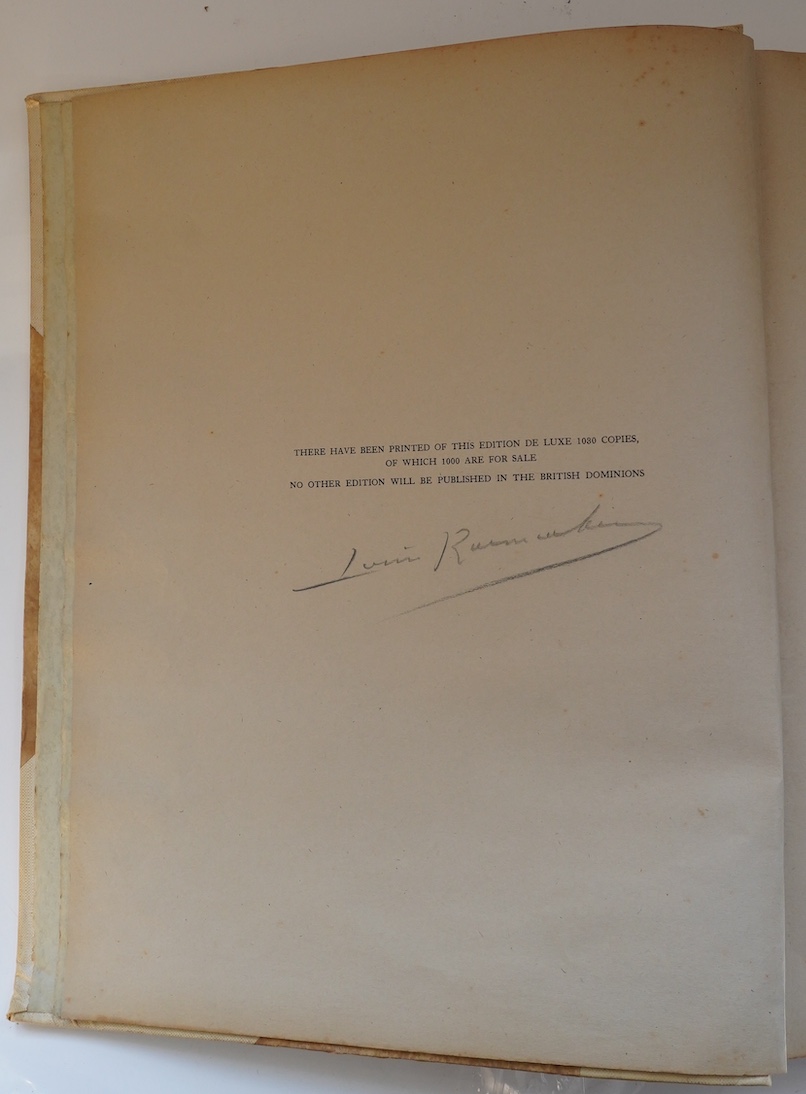 THERE HAVE BEEN PRINTED OF THIS EDITION DE LUXE 1030 COPIES,
OF WHICH 1000 ARE FOR SALE
NO OTHER EDITION WILL BE PUBLISHED IN THE BRITISH DOMINIONS
Louis Raemaekers